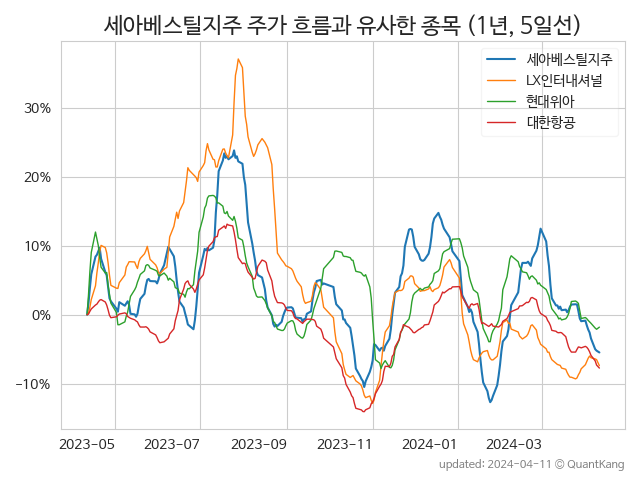 세아베스틸지주 주가 흐름과 유사한 종목 (1년, 5일선)
세아베스틸지주
LX인터내셔널
현대위아
대한항공
30%
20%
10%
0%
−10%
2023-05 2023-07 2023-09 2023-11 2024-01 2024-03
updated: 2024-04-11 © QuantKang